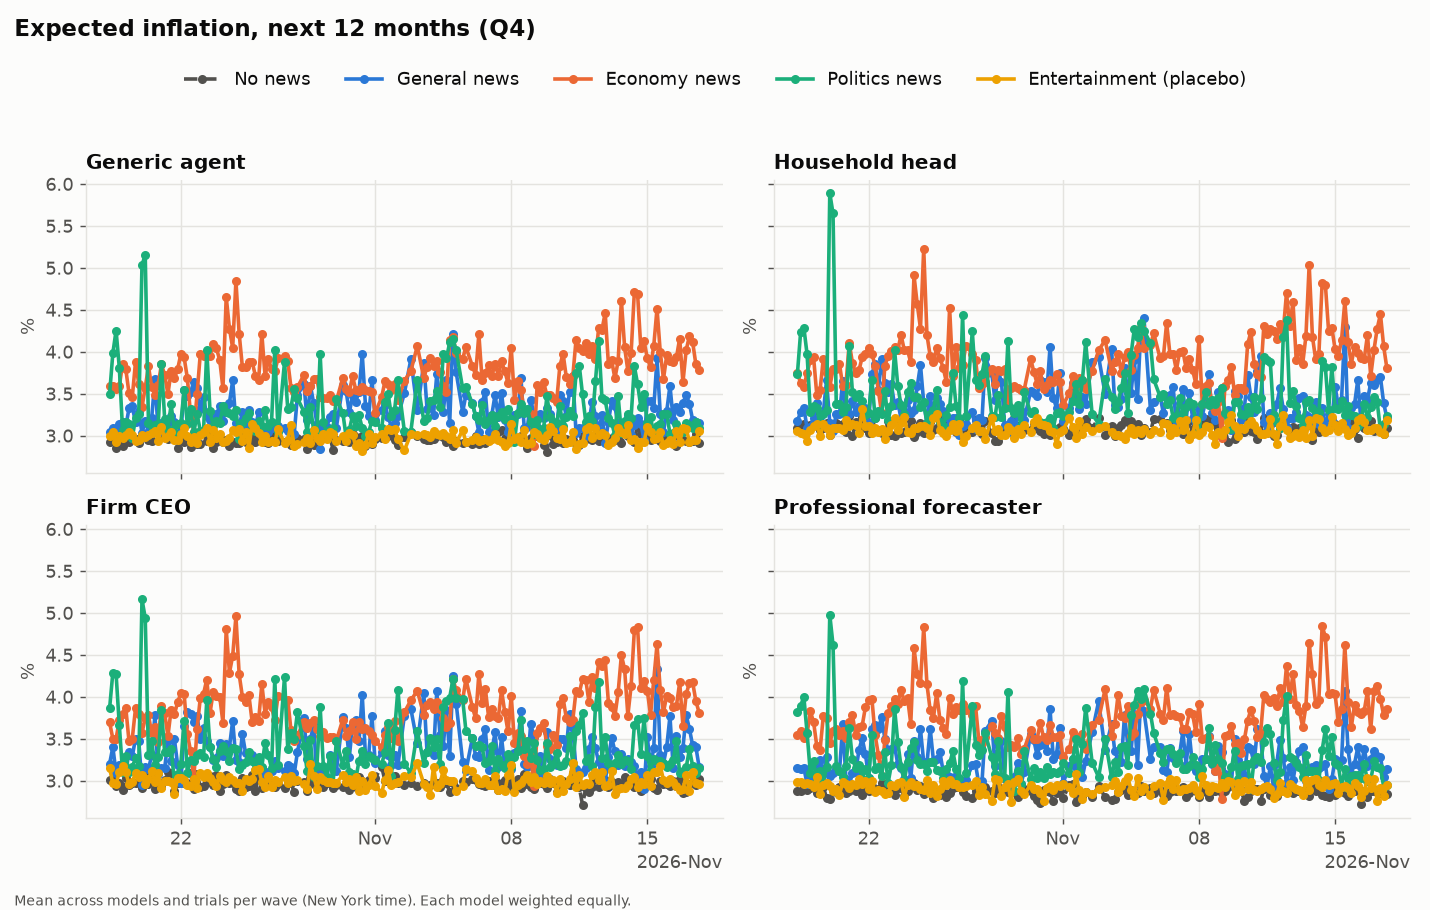 Expected inflation, next 12 months (Q4)
No news General news Economy news Politics news Entertainment (placebo)
Generic agent
Household head
6.0
5.5
5.0
4.5
4.0
3.5
3.0
%
%
Firm CEO
Professional forecaster
6.0
5.5
5.0
4.5
4.0
3.5
3.0
%
%
22 Nov 08 15
2026-Nov
22 Nov 08 15
2026-Nov
Mean across models and trials per wave (New York time). Each model weighted equally.